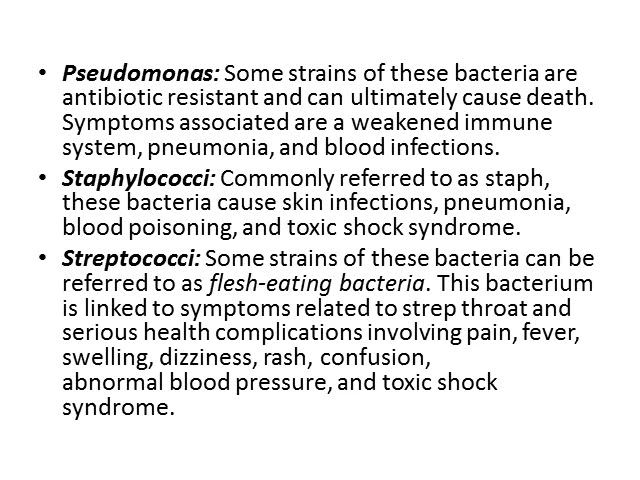 • Pseudomonas: Some strains of these bacteria are
antibiotic resistant and can ultimately cause death.
Symptoms associated are a weakened immune
system, pneumonia, and blood infections.
• Staphylococci: Commonly referred to as staph,
these bacteria cause skin infections, pneumonia,
blood poisoning, and toxic shock syndrome.
• Streptococci: Some strains of these bacteria can be
referred to as flesh-eating bacteria. This bacterium
is linked to symptoms related to strep throat and
serious health complications involving pain, fever,
swelling, dizziness, rash, confusion,
abnormal blood pressure, and toxic shock
syndrome.